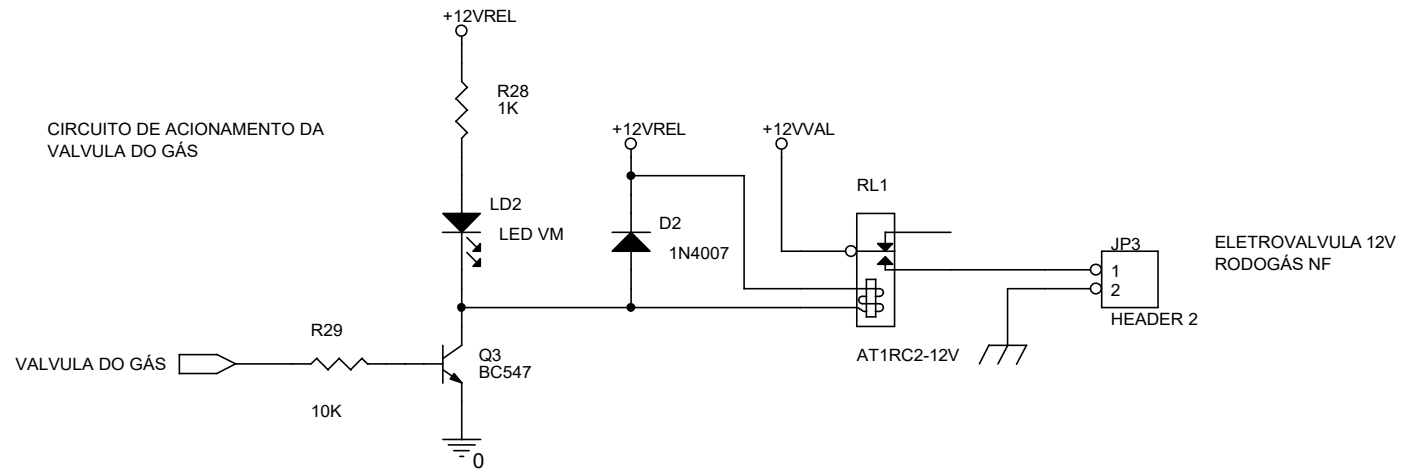 +12VREL
R28
1K
CIRCUITO DE ACIONAMENTO DA
VALVULA DO GÁS
+12VREL
+12VVAL
RL1
LD2
LED VM
D2
1N4007
JP3
1
2
HEADER 2
ELETROVALVULA 12V
RODOGÁS NF
R29
10K
VALVULA DO GÁS
Q3
BC547
AT1RC2-12V
0